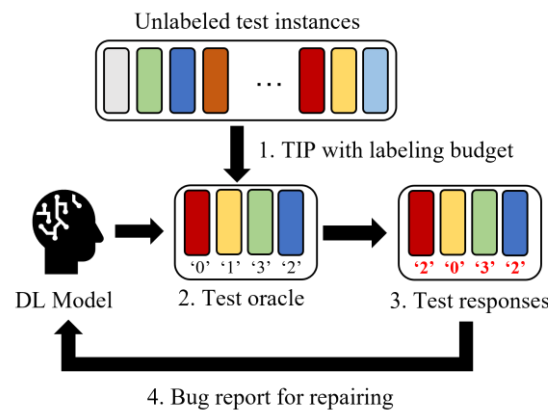 Unlabeled test instances
...
1. TIP with labeling budget
‘0’ ‘1’ ‘3’ ‘2’
‘2’ ‘0’ ‘3’ ‘2’
DL Model
2. Test oracle
3. Test responses
4. Bug report for repairing